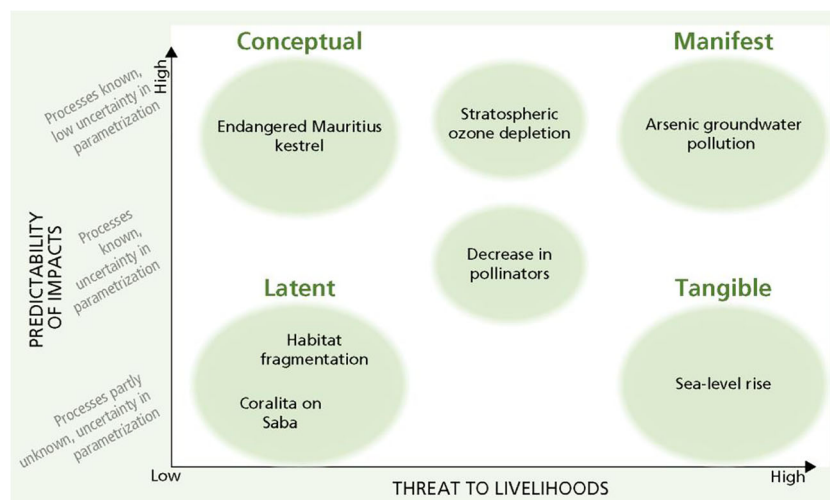 Conceptual
Manifest
High
Processes known,
low uncertainty in
parametrization
Endangered Mauritius
kestrel
Stratospheric
ozone depletion
Arsenic groundwater
pollution
PREDICTABILITY
OF IMPACTS
Processes
known,
uncertainty in
parametrization
Decrease in
pollinators
Latent
Tangible
Habitat
fragmentation
Coralita on
Saba
Sea-level rise
Processes partly
unknown, uncertainty in
parametrization
Low
High
THREAT TO LIVELIHOODS